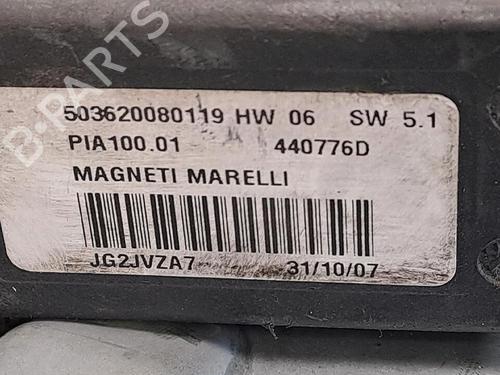 B-PARTS
503620080119 HW 06 SW 5.1
PIA100.01 440776D
MAGNETI MARELLI
JG2JVZA7 31/10/07